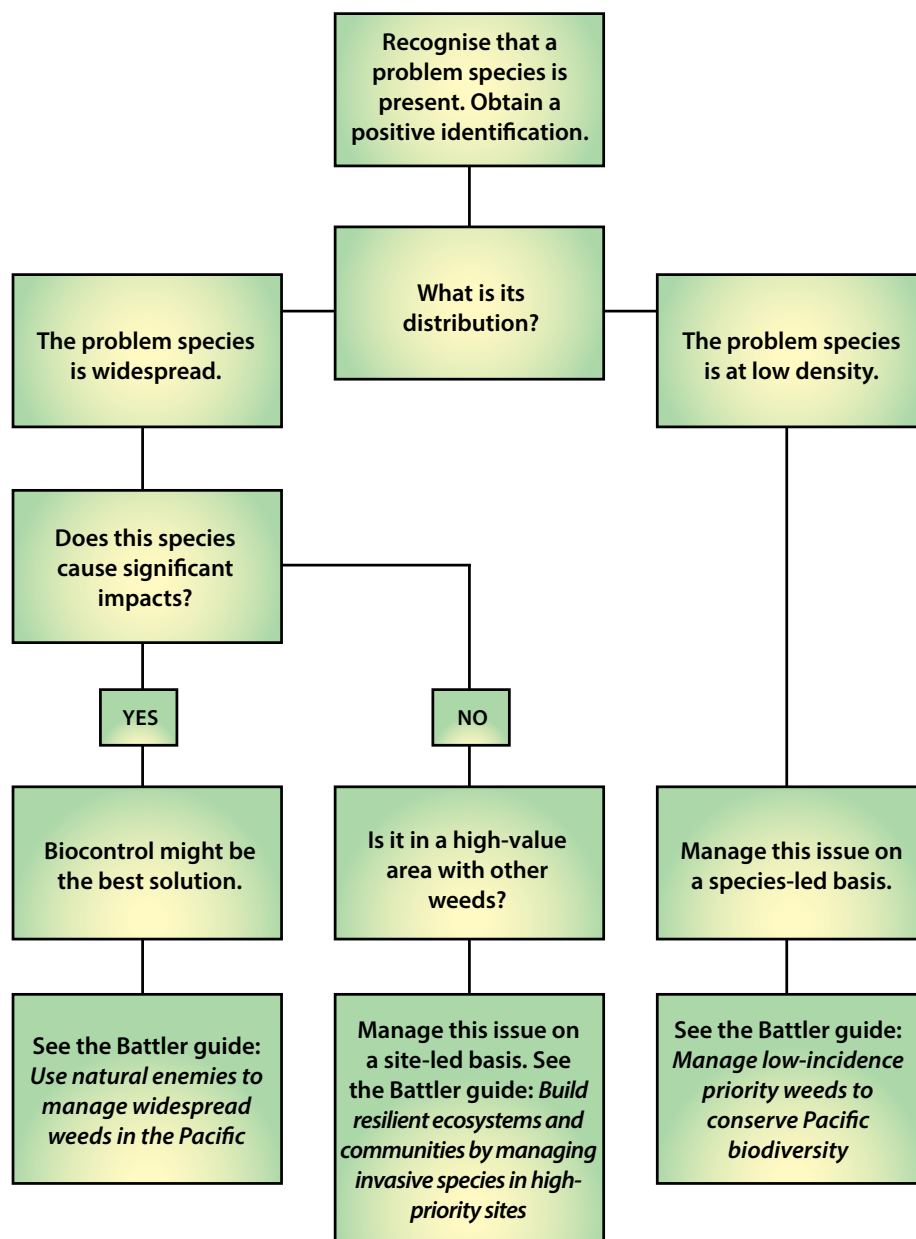 Recognise that a
problem species is
present. Obtain a
positive identification.
What is its
distribution?
The problem species
is widespread.
The problem species
is at low density.
Does this species
cause significant
impacts?
YES
NO
Biocontrol might be
the best solution.
Is it in a high-value
area with other
weeds?
Manage this issue on
a species-led basis.
See the Battler guide:
Use natural enemies to
manage widespread
weeds in the Pacific
Manage this issue on
a site-led basis. See
the Battler guide: Build
resilient ecosystems and
communities by managing
invasive species in high-
priority sites
See the Battler guide:
Manage low-incidence
priority weeds to
conserve Pacific
biodiversity